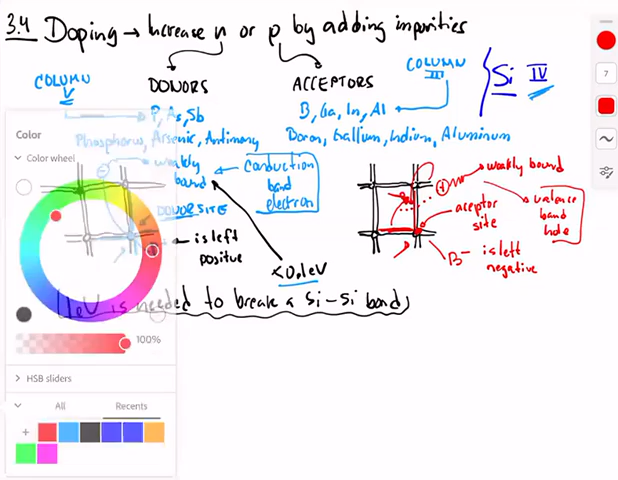 3.4 Doping → Increase n or p by adding impurities
COLUMN
V
DONORS
ACCEPTORS
COLUMN
III
Si IV
P, As, Sb
B, Ga, In, Al
Phosphorus, Arsenic, Antimony
Boron, Gallium, Indium, Aluminum
weakly
bound
Conduction
band
electron
DONOR SITE
is left
positive
weakly bound
aceptor
site
valence
band
hole
B- is left
negative
< 0.1eV
1.1eV is needed to break a Si-Si bond
Color
Color wheel
100%
HSB sliders
All
Recents
7